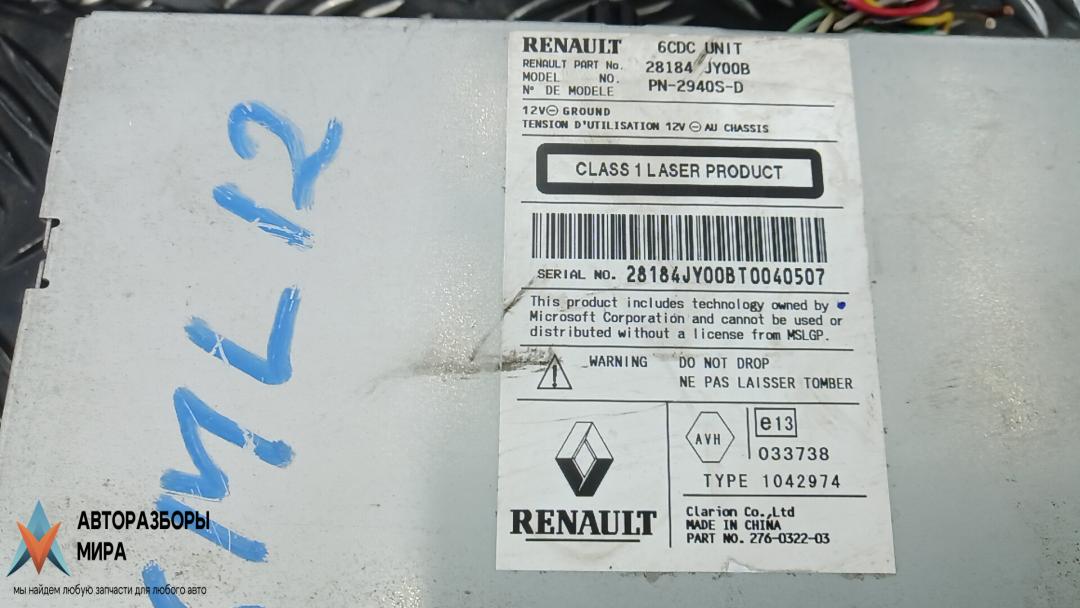 RENAULT 6CDC UNIT
RENAULT PART No. 28184 JY00B
MODEL NO.
N° DE MODELE PN-2940S-D
12V⊖ GROUND
TENSION D'UTILISATION 12V ⊖ AU CHASSIS
CLASS 1 LASER PRODUCT
SERIAL NO. 28184JY00BT0040507
This product includes technology owned by
Microsoft Corporation and cannot be used or
distributed without a license from MSLGP.
WARNING DO NOT DROP
NE PAS LAISSER TOMBER
AVH
e13
033738
TYPE 1042974
RENAULT
Clarion Co.,Ltd
MADE IN CHINA
PART NO. 276-0322-03
АВТОРАЗБОРЫ
МИРА
мы найдем любую запчасти для любого авто